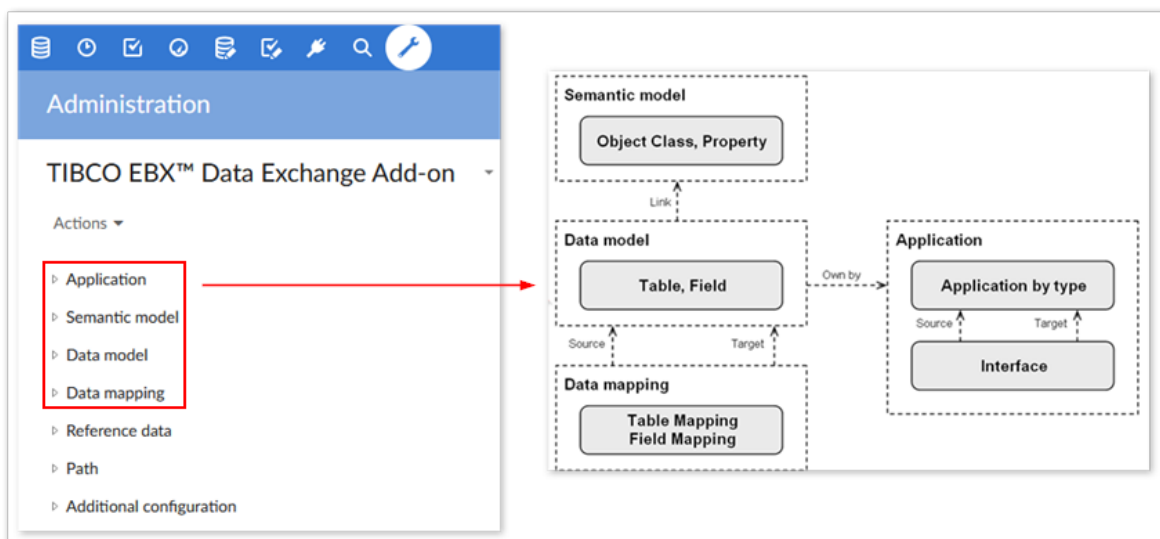 Administration
TIBCO EBX™ Data Exchange Add-on
Actions
Application
Semantic model
Data model
Data mapping
Reference data
Path
Additional configuration
Semantic model
Object Class, Property
Link
Data model
Table, Field
Own by
Application
Application by type
Source
Target
Interface
Source
Target
Data mapping
Table Mapping
Field Mapping